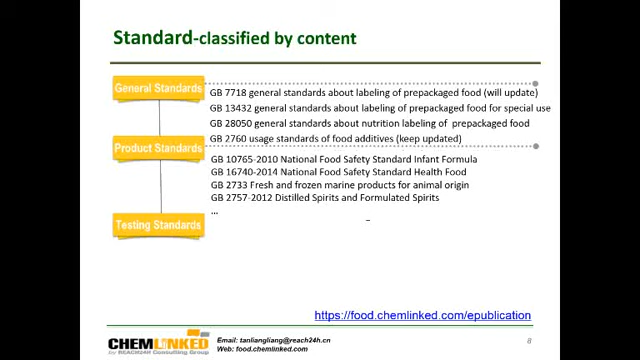 Standard-classified by content
General Standards
GB 7718 general standards about labeling of prepackaged food (will update)
GB 13432 general standards about labeling of prepackaged food for special use
GB 28050 general standards about nutrition labeling of prepackaged food
GB 2760 usage standards of food additives (keep updated)
Product Standards
GB 10765-2010 National Food Safety Standard Infant Formula
GB 16740-2014 National Food Safety Standard Health Food
GB 2733 Fresh and frozen marine products for animal origin
GB 2757-2012 Distilled Spirits and Formulated Spirits
...
Testing Standards
https://food.chemlinked.com/epublication
CHEMLINKED
by REACH24H Consulting Group
Email: tanliangliang@reach24h.cn
Web: food.chemlinked.com
8